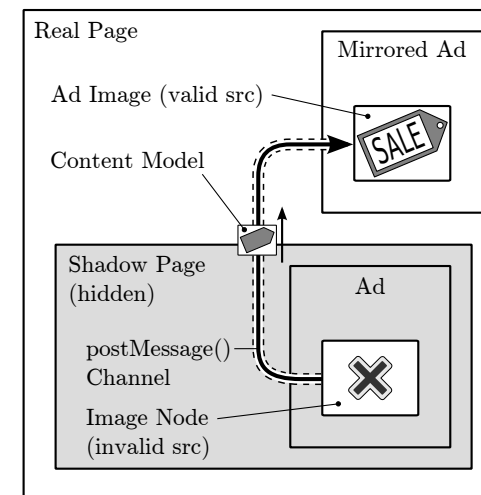 Real Page
Mirrored Ad
Ad Image (valid src)
SALE
Content Model
Shadow Page
(hidden)
Ad
postMessage()
Channel
Image Node
(invalid src)